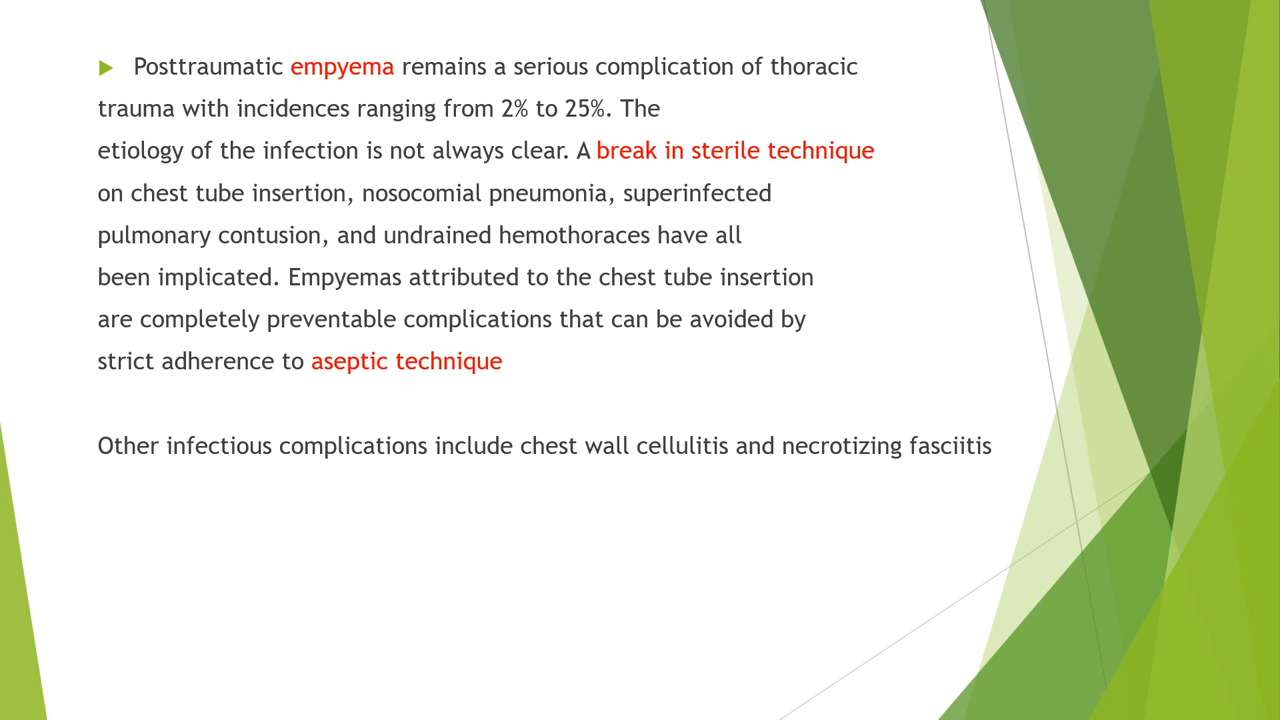 Posttraumatic empyema remains a serious complication of thoracic
trauma with incidences ranging from 2% to 25%. The
etiology of the infection is not always clear. A break in sterile technique
on chest tube insertion, nosocomial pneumonia, superinfected
pulmonary contusion, and undrained hemothoraces have all
been implicated. Empyemas attributed to the chest tube insertion
are completely preventable complications that can be avoided by
strict adherence to aseptic technique
Other infectious complications include chest wall cellulitis and necrotizing fasciitis